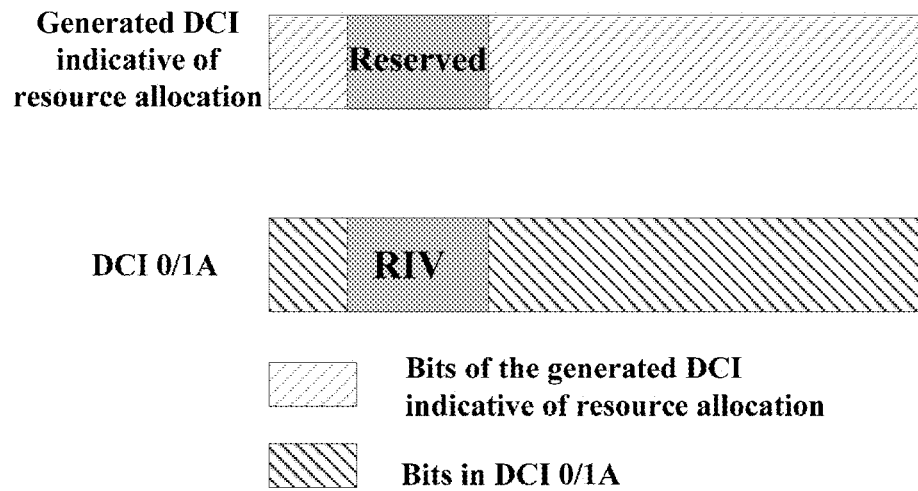 Generated DCI
indicative of
resource allocation
Reserved
DCI 0/1A
RIV
Bits of the generated DCI
indicative of resource allocation
Bits in DCI 0/1A